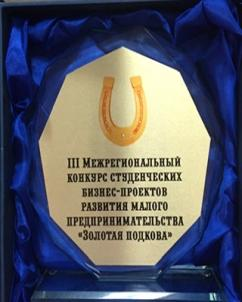 III Межрегиональный
конкурс студенческих
бизнес-проектов
развития малого
предпринимательства
«Золотая подкова»